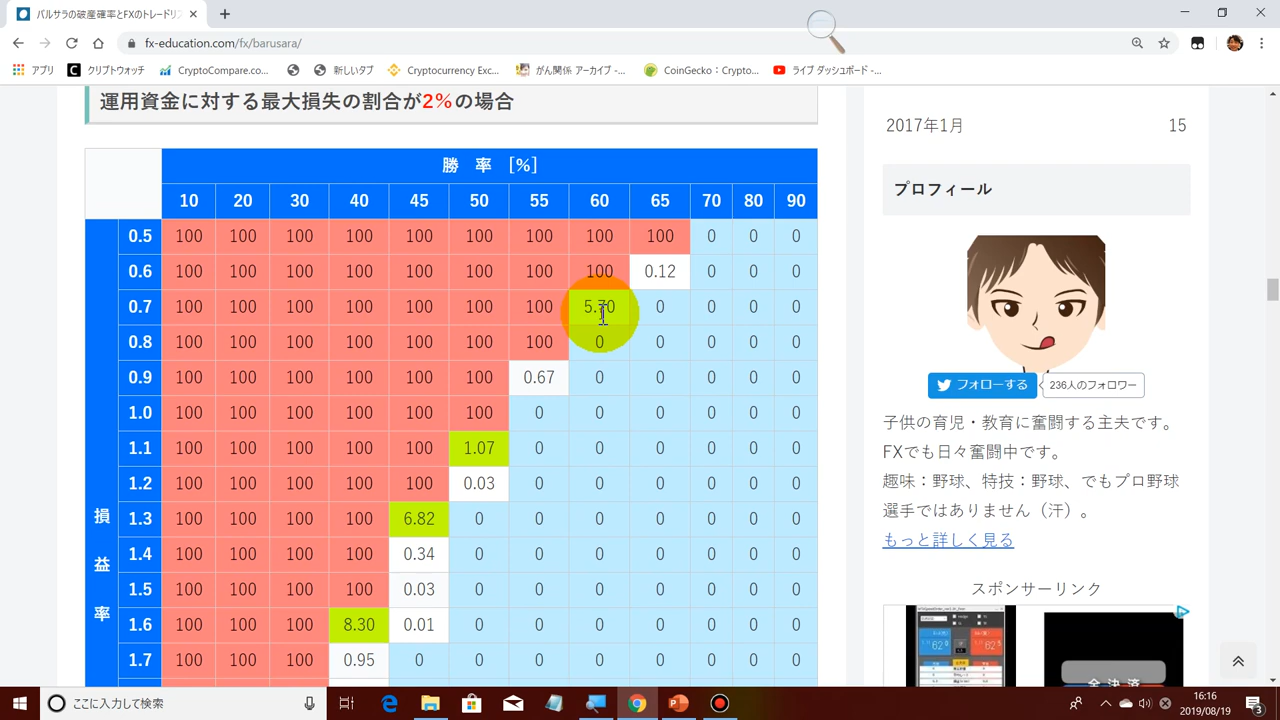 バルサラの破産確率とFXのトレードリス
fx-education.com/fx/barusara/
アプリ クリプトウォッチ CryptoCompare.co... 新しいタブ Cryptocurrency Exc... がん関係 アーカイブ -... CoinGecko：Crypto... ライブ ダッシュボード -...
運用資金に対する最大損失の割合が2%の場合
勝 率 [%]
10 20 30 40 45 50 55 60 65 70 80 90
損益率
0.5 100 100 100 100 100 100 100 100 100 0 0 0
0.6 100 100 100 100 100 100 100 100 0.12 0 0 0
0.7 100 100 100 100 100 100 100 5.70 0 0 0 0
0.8 100 100 100 100 100 100 100 0 0 0 0 0
0.9 100 100 100 100 100 100 0.67 0 0 0 0 0
1.0 100 100 100 100 100 100 0 0 0 0 0 0
1.1 100 100 100 100 100 1.07 0 0 0 0 0 0
1.2 100 100 100 100 100 0.03 0 0 0 0 0 0
1.3 100 100 100 100 6.82 0 0 0 0 0 0 0
1.4 100 100 100 100 0.34 0 0 0 0 0 0 0
1.5 100 100 100 100 0.03 0 0 0 0 0 0 0
1.6 100 100 100 8.30 0.01 0 0 0 0 0 0 0
1.7 100 100 100 0.95 0 0 0 0 0 0 0 0
2017年1月 15
プロフィール
フォローする 236人のフォロワー
子供の育児・教育に奮闘する主夫です。
FXでも日々奮闘中です。
趣味：野球、特技：野球、でもプロ野球
選手ではありません（汗）。
もっと詳しく見る
スポンサーリンク
全決済
ここに入力して検索
16:16
2019/08/19
3